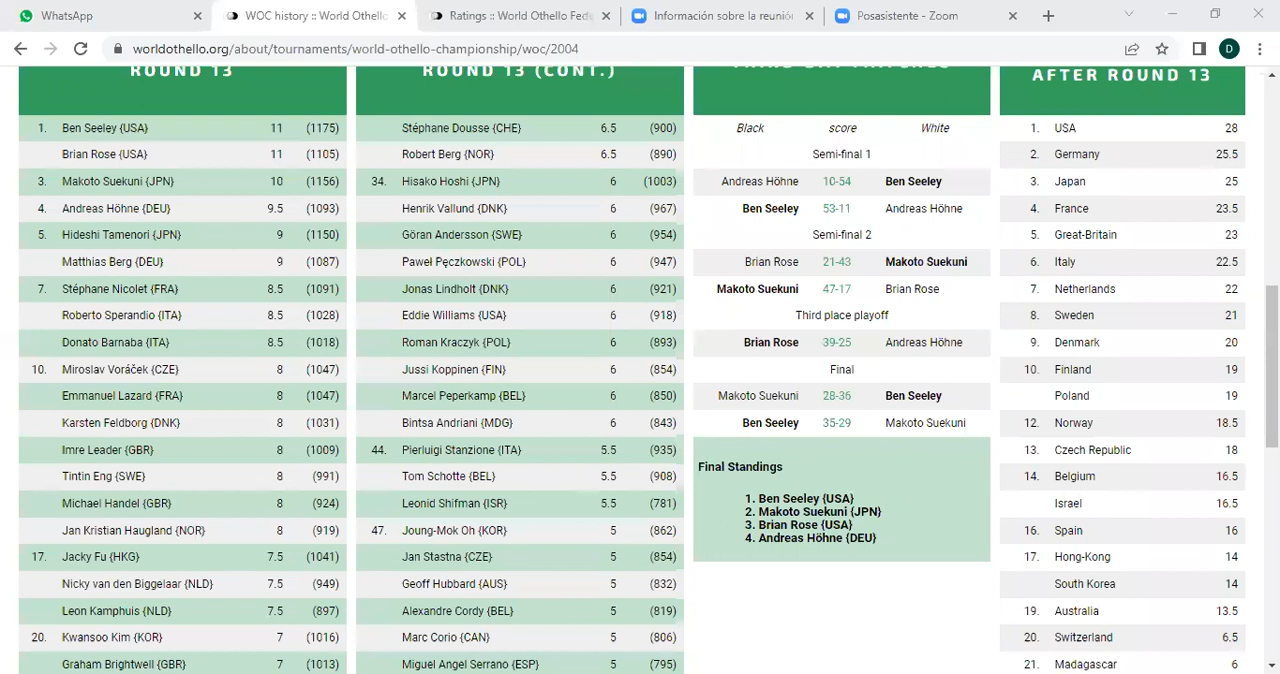 WhatsApp
WOC history :: World Othello
Ratings :: World Othello Fede
Información sobre la reunión
Posasistente - Zoom
worldothello.org/about/tournaments/world-othello-championship/woc/2004
D
ROUND 13
1. Ben Seeley {USA} 11 (1175)
Brian Rose {USA} 11 (1105)
3. Makoto Suekuni {JPN} 10 (1156)
4. Andreas Höhne {DEU} 9.5 (1093)
5. Hideshi Tamenori {JPN} 9 (1150)
Matthias Berg {DEU} 9 (1087)
7. Stéphane Nicolet {FRA} 8.5 (1091)
Roberto Sperandio {ITA} 8.5 (1028)
Donato Barnaba {ITA} 8.5 (1018)
10. Miroslav Voráček {CZE} 8 (1047)
Emmanuel Lazard {FRA} 8 (1047)
Karsten Feldborg {DNK} 8 (1031)
Imre Leader {GBR} 8 (1009)
Tintin Eng {SWE} 8 (991)
Michael Handel {GBR} 8 (924)
Jan Kristian Haugland {NOR} 8 (919)
17. Jacky Fu {HKG} 7.5 (1041)
Nicky van den Biggelaar {NLD} 7.5 (949)
Leon Kamphuis {NLD} 7.5 (897)
20. Kwansoo Kim {KOR} 7 (1016)
Graham Brightwell {GBR} 7 (1013)
ROUND 13 (CONT.)
Stéphane Dousse {CHE} 6.5 (900)
Robert Berg {NOR} 6.5 (890)
34. Hisako Hoshi {JPN} 6 (1003)
Henrik Vallund {DNK} 6 (967)
Göran Andersson {SWE} 6 (954)
Paweł Pęczkowski {POL} 6 (947)
Jonas Lindholt {DNK} 6 (921)
Eddie Williams {USA} 6 (918)
Roman Kraczyk {POL} 6 (893)
Jussi Koppinen {FIN} 6 (854)
Marcel Peperkamp {BEL} 6 (850)
Bintsa Andriani {MDG} 6 (843)
44. Pierluigi Stanzione {ITA} 5.5 (935)
Tom Schotte {BEL} 5.5 (908)
Leonid Shifman {ISR} 5.5 (781)
47. Joung-Mok Oh {KOR} 5 (862)
Jan Stastna {CZE} 5 (854)
Geoff Hubbard {AUS} 5 (832)
Alexandre Cordy {BEL} 5 (819)
Marc Corio {CAN} 5 (806)
Miguel Angel Serrano {ESP} 5 (795)
Black score White
Semi-final 1
Andreas Höhne 10-54 Ben Seeley
Ben Seeley 53-11 Andreas Höhne
Semi-final 2
Brian Rose 21-43 Makoto Suekuni
Makoto Suekuni 47-17 Brian Rose
Third place playoff
Brian Rose 39-25 Andreas Höhne
Final
Makoto Suekuni 28-36 Ben Seeley
Ben Seeley 35-29 Makoto Suekuni
Final Standings
1. Ben Seeley {USA}
2. Makoto Suekuni {JPN}
3. Brian Rose {USA}
4. Andreas Höhne {DEU}
AFTER ROUND 13
1. USA 28
2. Germany 25.5
3. Japan 25
4. France 23.5
5. Great-Britain 23
6. Italy 22.5
7. Netherlands 22
8. Sweden 21
9. Denmark 20
10. Finland 19
Poland 19
12. Norway 18.5
13. Czech Republic 18
14. Belgium 16.5
Israel 16.5
16. Spain 16
17. Hong-Kong 14
South Korea 14
19. Australia 13.5
20. Switzerland 6.5
21. Madagascar 6